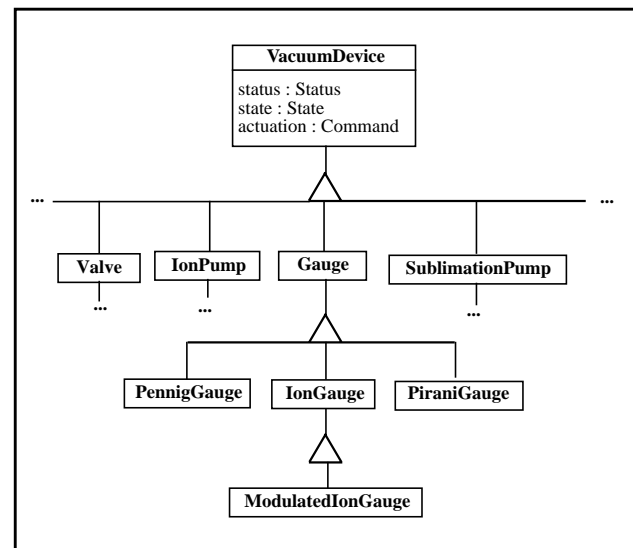 VacuumDevice
status : Status
state : State
actuation : Command
... ...
Valve IonPump Gauge SublimationPump
... ... ...
PennigGauge IonGauge PiraniGauge
ModulatedIonGauge